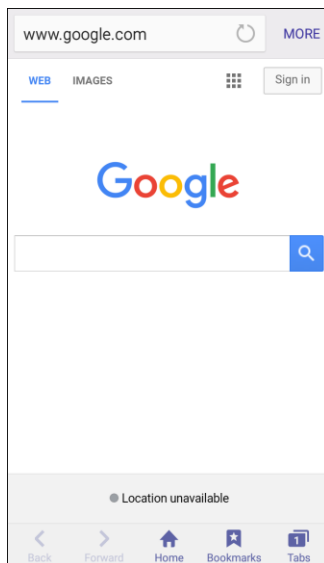 www.google.com MORE
WEB IMAGES Sign in
Google
Location unavailable
1
Back Forward Home Bookmarks Tabs